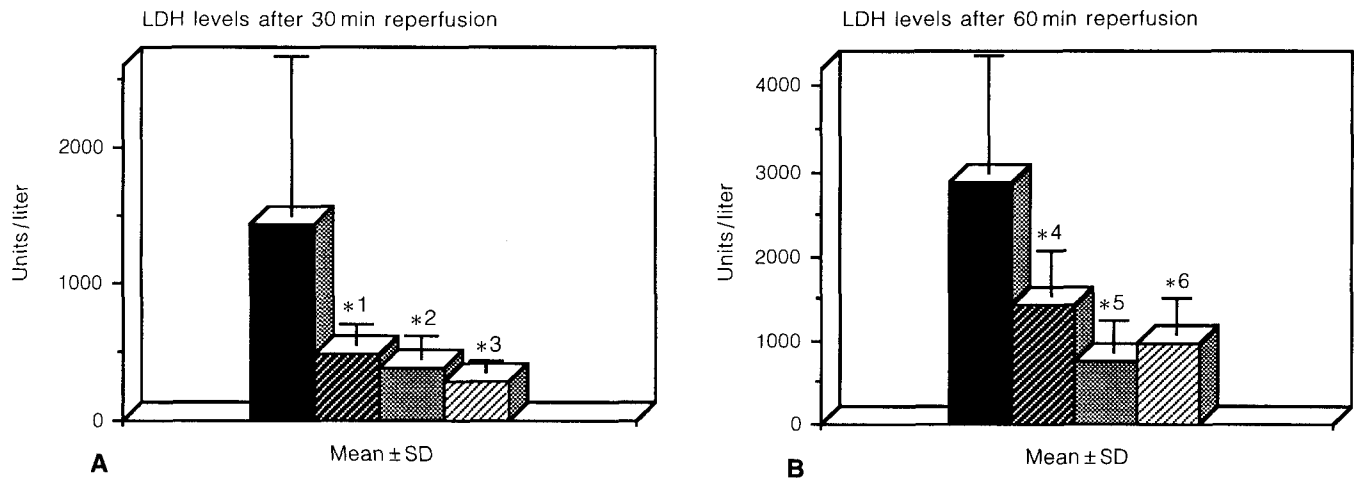 LDH levels after 30 min reperfusion
Units/liter
2000
1000
0
*1
*2
*3
Mean ± SD
A
LDH levels after 60 min reperfusion
Units/liter
4000
3000
2000
1000
0
*4
*5
*6
Mean ± SD
B